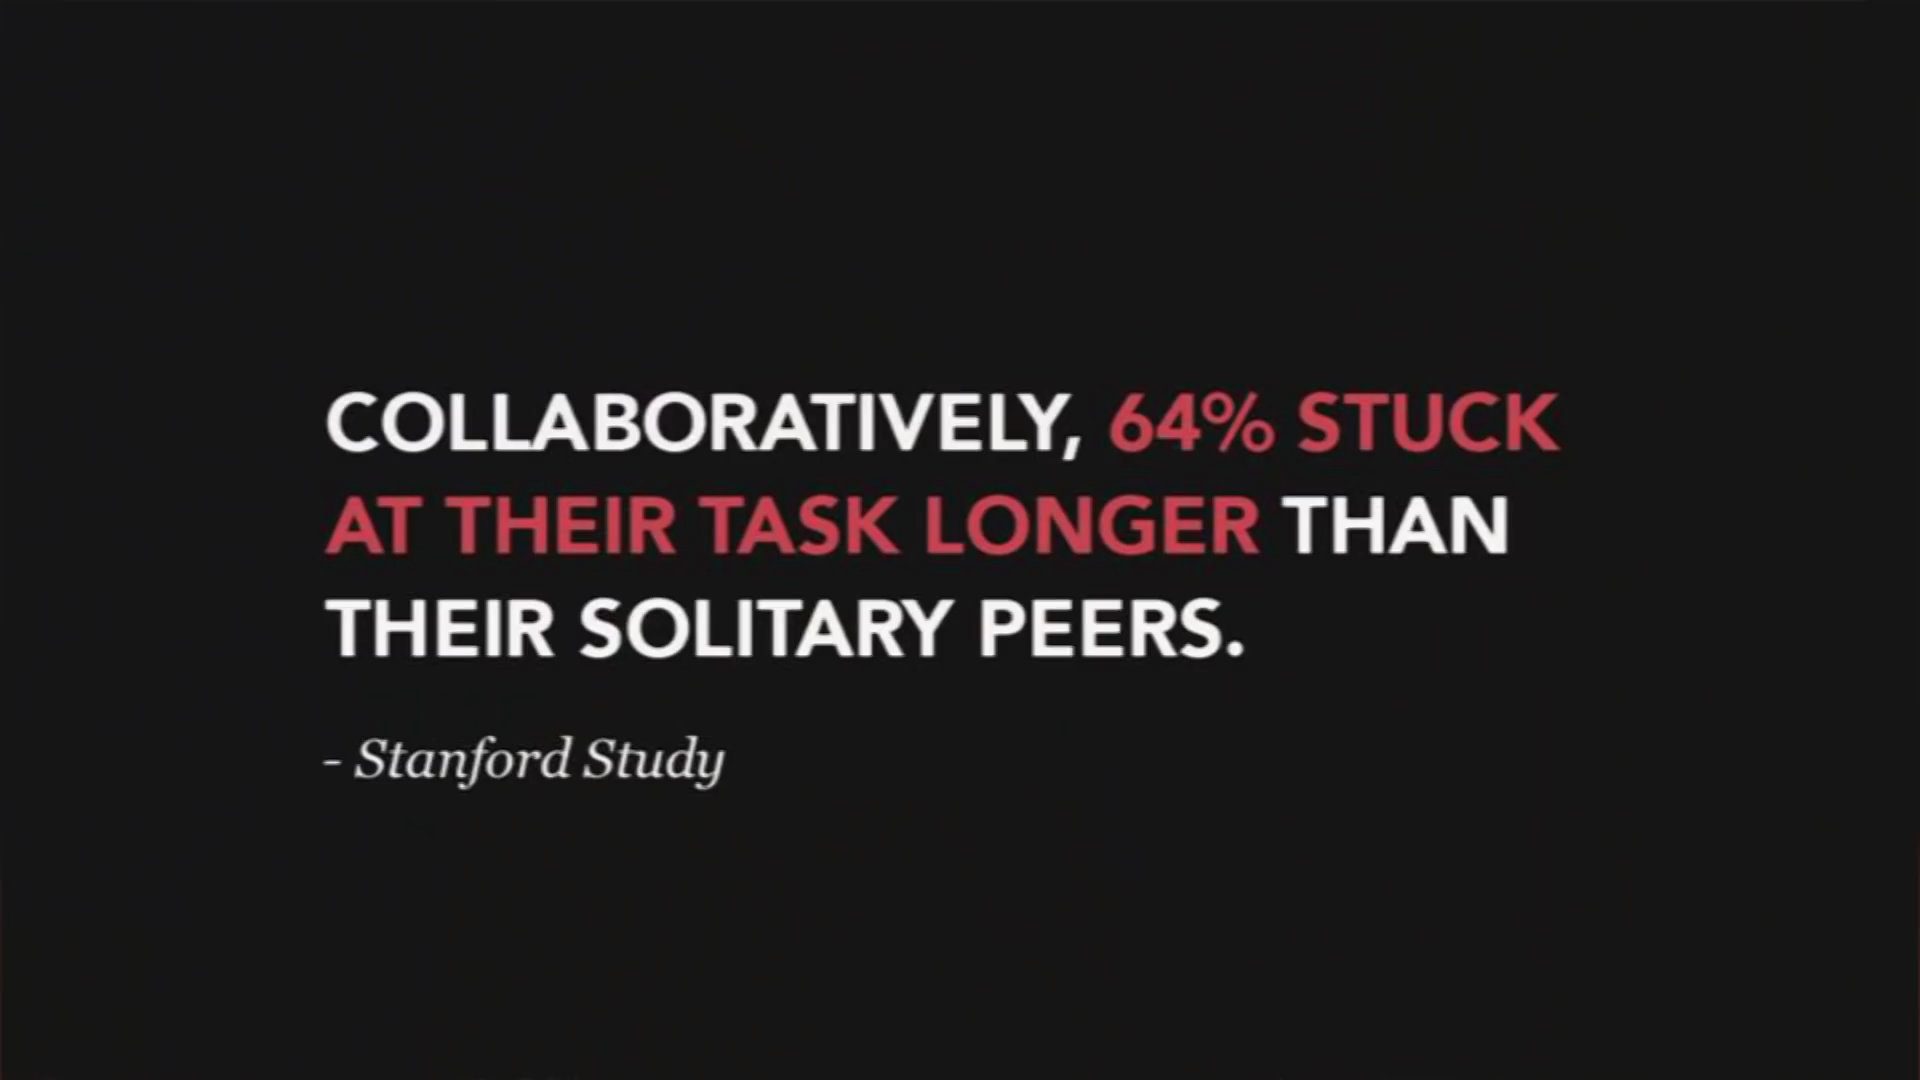 COLLABORATIVELY, 64% STUCK
AT THEIR TASK LONGER THAN
THEIR SOLITARY PEERS.
- Stanford Study